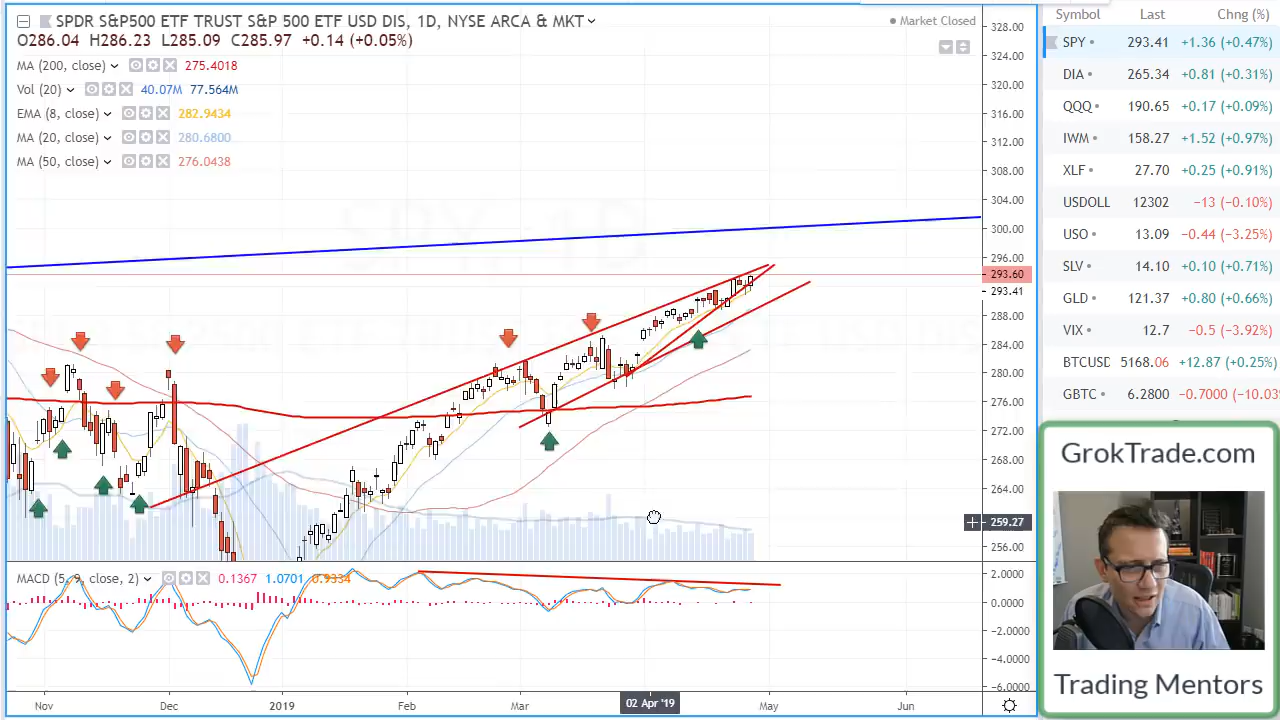 SPDR S&P500 ETF TRUST S&P 500 ETF USD DIS, 1D, NYSE ARCA & MKT
Market Closed
O286.04 H286.23 L285.09 C285.97 +0.14 (+0.05%)
MA (200, close) 275.4018
Vol (20) 40.07M 77.564M
EMA (8, close) 282.9434
MA (20, close) 280.6800
MA (50, close) 276.0438
SPY, 1D
328.00
324.00
320.00
316.00
312.00
308.00
304.00
300.00
296.00
293.60
293.41
288.00
284.00
280.00
276.00
272.00
268.00
264.00
259.27
256.00
MACD (5, 9, close, 2) 0.1367 1.0701 0.9334
2.0000
0.0000
−2.0000
−4.0000
−6.0000
Nov Dec 2019 Feb Mar 02 Apr '19 May Jun
Symbol Last Chng (%)
SPY 293.41 +1.36 (+0.47%)
DIA 265.34 +0.81 (+0.31%)
QQQ 190.65 +0.17 (+0.09%)
IWM 158.27 +1.52 (+0.97%)
XLF 27.70 +0.25 (+0.91%)
USDOLL 12302 −13 (−0.10%)
USO 13.09 −0.44 (−3.25%)
SLV 14.10 +0.10 (+0.71%)
GLD 121.37 +0.80 (+0.66%)
VIX 12.7 −0.5 (−3.92%)
BTCUSD 5168.06 +12.87 (+0.25%)
GBTC 6.2800 −0.7000 (−10.03
GrokTrade.com
Trading Mentors